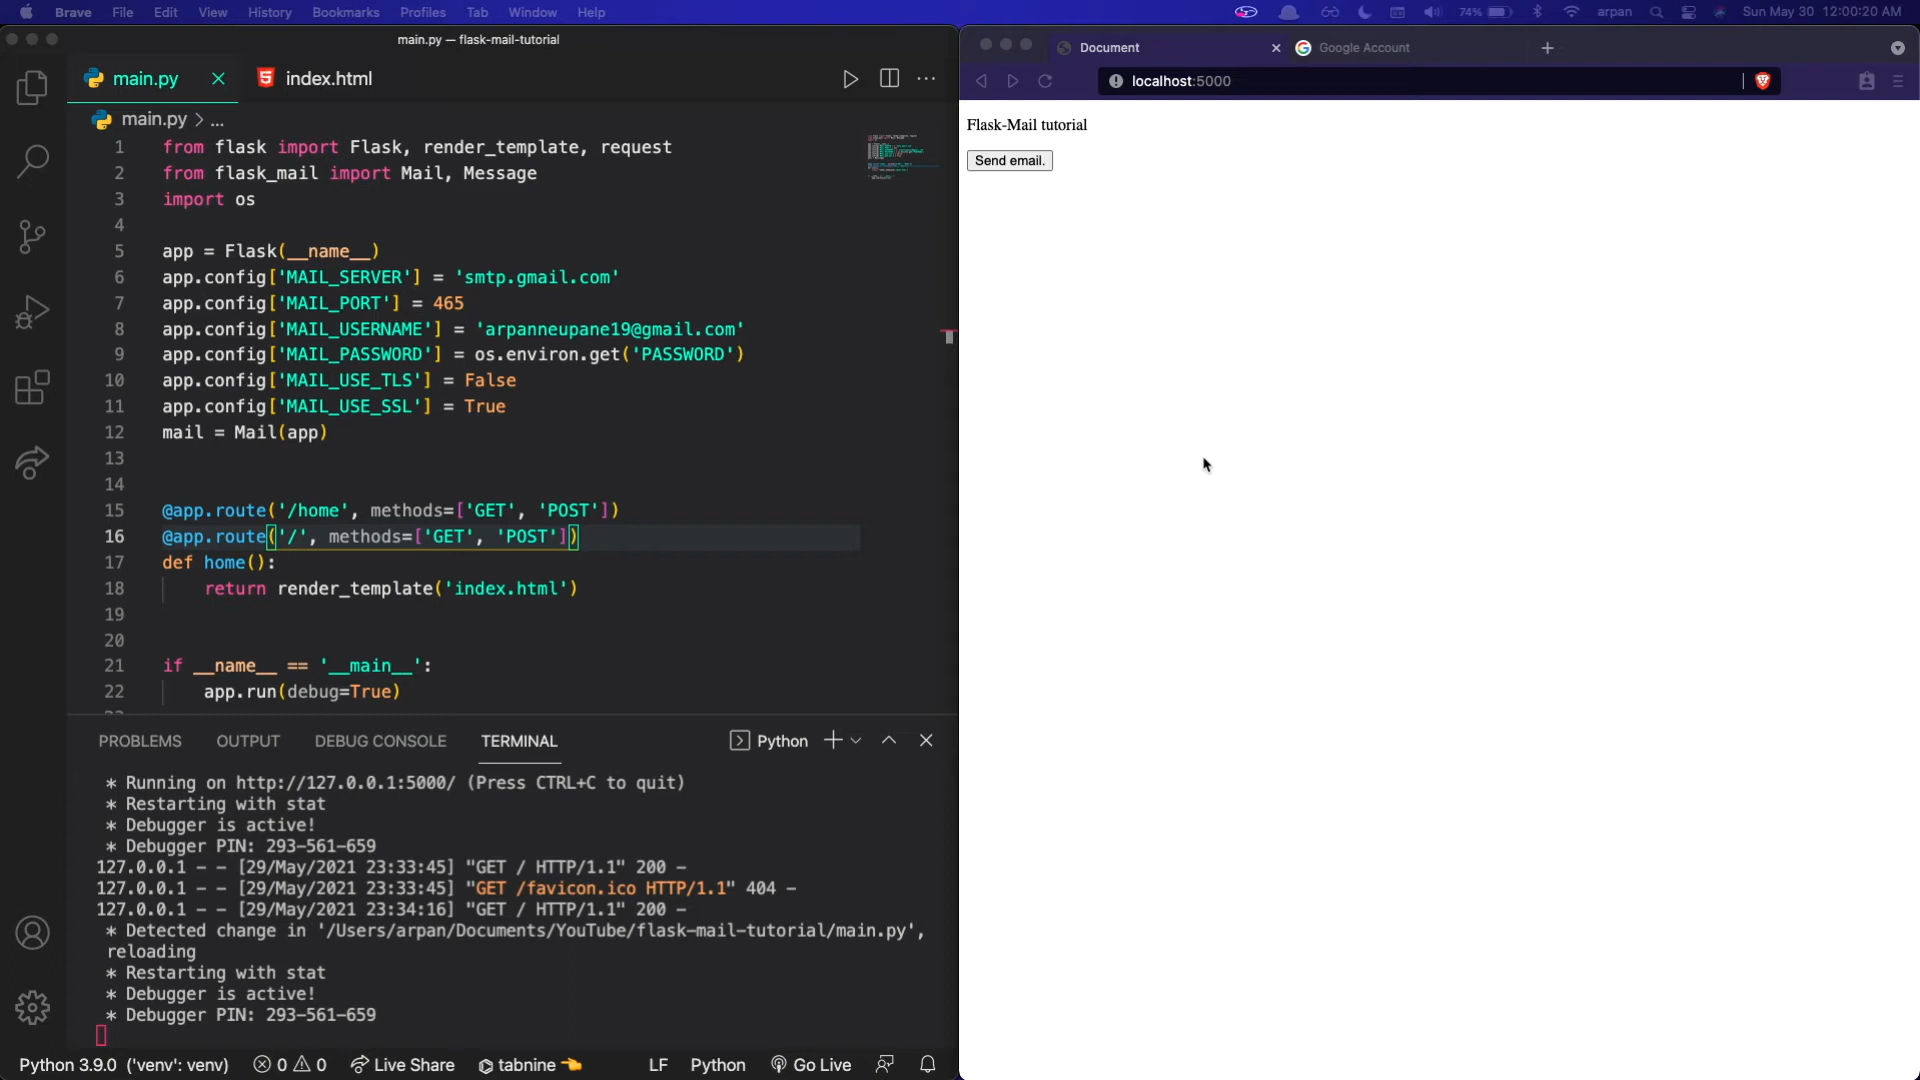 Brave File Edit View History Bookmarks Profiles Tab Window Help 74% arpan Sun May 30 12:00:20 AM
main.py — flask-mail-tutorial
main.py index.html
main.py > ...
1 from flask import Flask, render_template, request
2 from flask_mail import Mail, Message
3 import os
4
5 app = Flask(__name__)
6 app.config['MAIL_SERVER'] = 'smtp.gmail.com'
7 app.config['MAIL_PORT'] = 465
8 app.config['MAIL_USERNAME'] = 'arpanneupane19@gmail.com'
9 app.config['MAIL_PASSWORD'] = os.environ.get('PASSWORD')
10 app.config['MAIL_USE_TLS'] = False
11 app.config['MAIL_USE_SSL'] = True
12 mail = Mail(app)
13
14
15 @app.route('/home', methods=['GET', 'POST'])
16 @app.route('/', methods=['GET', 'POST'])
17 def home():
18 return render_template('index.html')
19
20
21 if __name__ == '__main__':
22 app.run(debug=True)
PROBLEMS OUTPUT DEBUG CONSOLE TERMINAL Python
* Running on http://127.0.0.1:5000/ (Press CTRL+C to quit)
* Restarting with stat
* Debugger is active!
* Debugger PIN: 293-561-659
127.0.0.1 - - [29/May/2021 23:33:45] "GET / HTTP/1.1" 200 -
127.0.0.1 - - [29/May/2021 23:33:45] "GET /favicon.ico HTTP/1.1" 404 -
127.0.0.1 - - [29/May/2021 23:34:16] "GET / HTTP/1.1" 200 -
* Detected change in '/Users/arpan/Documents/YouTube/flask-mail-tutorial/main.py',
reloading
* Restarting with stat
* Debugger is active!
* Debugger PIN: 293-561-659
Python 3.9.0 ('venv': venv) 0 0 Live Share tabnine LF Python Go Live
Document Google Account
localhost:5000
Flask-Mail tutorial
Send email.